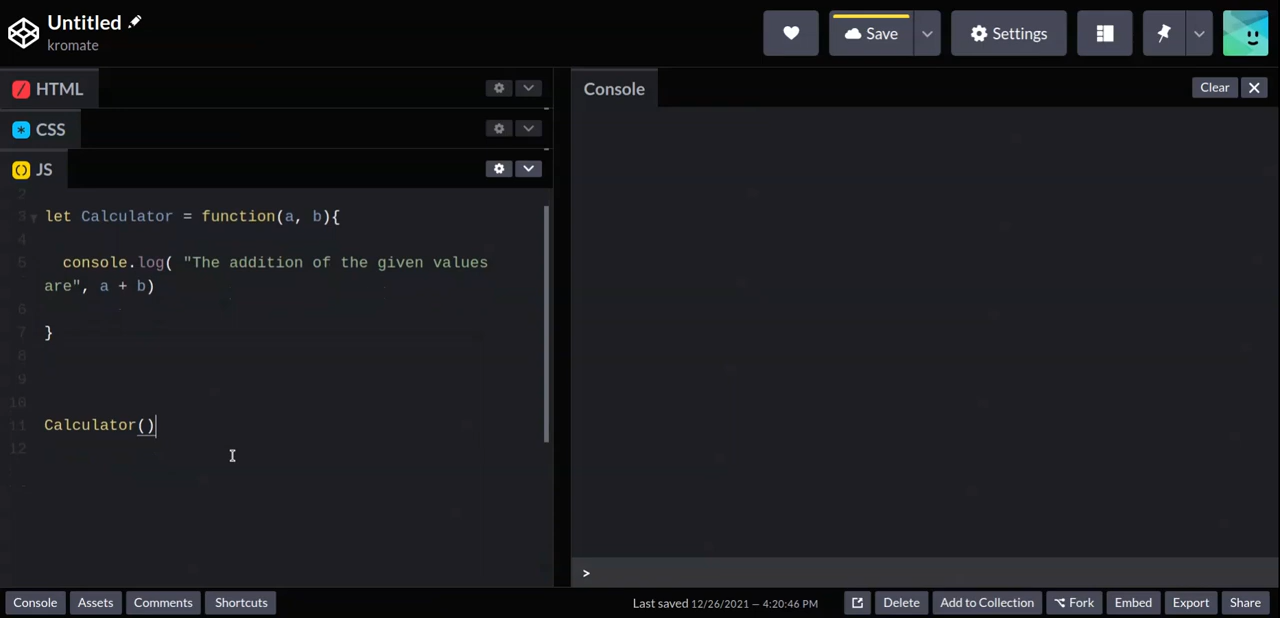 Untitled
kromate
Save
Settings
HTML
CSS
JS
Console
Clear
2
3 let Calculator = function(a, b){
4
5 console.log( "The addition of the given values
are", a + b)
6
7 }
8
9
10
11 Calculator()
12
>
Console
Assets
Comments
Shortcuts
Last saved 12/26/2021 — 4:20:46 PM
Delete
Add to Collection
Fork
Embed
Export
Share